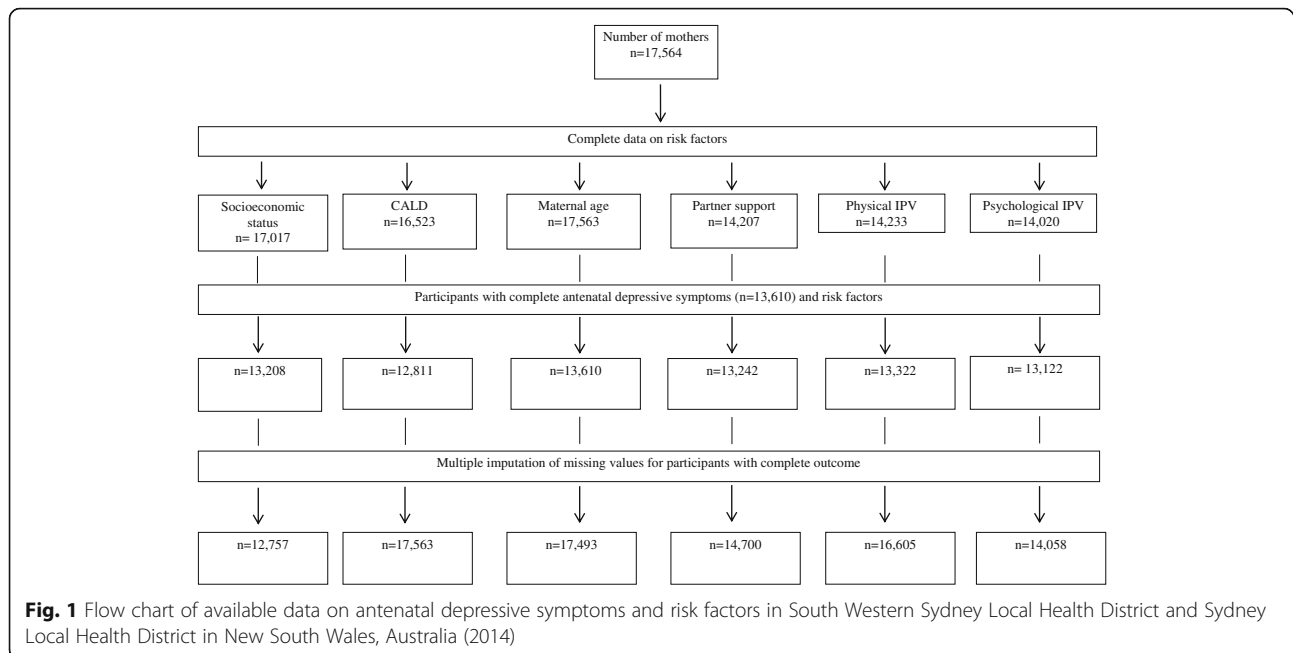 Number of mothers
n=17,564
Complete data on risk factors
Socioeconomic
status
n= 17,017
CALD
n=16,523
Maternal age
n=17,563
Partner support
n=14,207
Physical IPV
n=14,233
Psychological IPV
n=14,020
Participants with complete antenatal depressive symptoms (n=13,610) and risk factors
n=13,208
n=12,811
n=13,610
n=13,242
n=13,322
n= 13,122
Multiple imputation of missing values for participants with complete outcome
n=12,757
n=17,563
n=17,493
n=14,700
n=16,605
n=14,058
Fig. 1 Flow chart of available data on antenatal depressive symptoms and risk factors in South Western Sydney Local Health District and Sydney
Local Health District in New South Wales, Australia (2014)